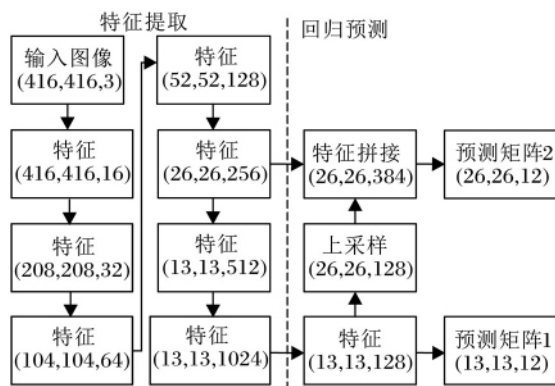 特征提取
回归预测
输入图像
(416,416,3)
特征
(416,416,16)
特征
(208,208,32)
特征
(104,104,64)
特征
(52,52,128)
特征
(26,26,256)
特征
(13,13,512)
特征
(13,13,1024)
特征拼接
(26,26,384)
上采样
(26,26,128)
特征
(13,13,128)
预测矩阵2
(26,26,12)
预测矩阵1
(13,13,12)